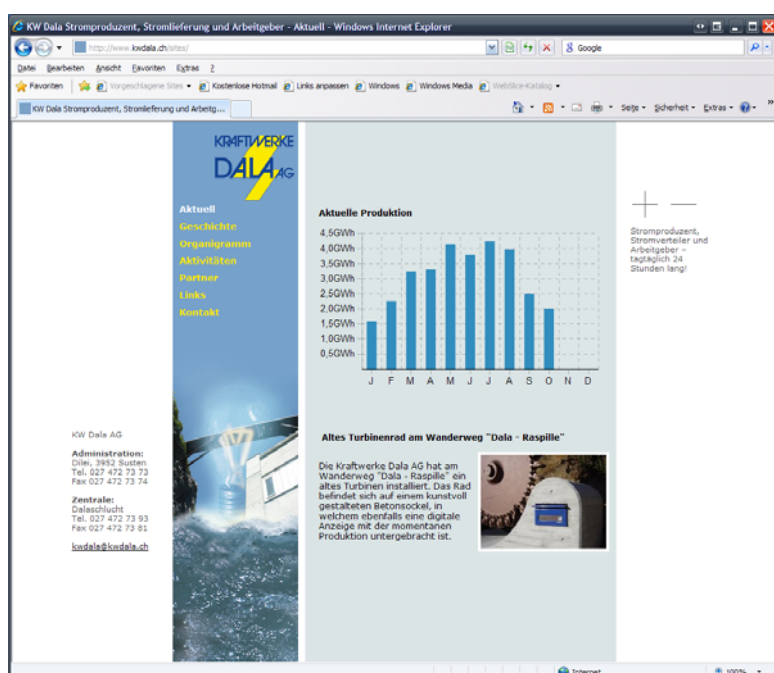 KW Dala Stromproduzent, Stromlieferung und Arbeitgeber - Aktuell - Windows Internet Explorer
http://www.kwdala.ch/sites/
Google
Datei Bearbeiten Ansicht Favoriten Extras ?
Favoriten Vorgeschlagene Sites Kostenlose Hotmail Links anpassen Windows Windows Media WebSlice-Katalog
KW Dala Stromproduzent, Stromlieferung und Arbeitg...
Seite Sicherheit Extras
KRAFTWERKE
DALA AG
Aktuell
Geschichte
Organigramm
Aktivitäten
Partner
Links
Kontakt
KW Dala AG
Administration:
Dilei, 3952 Susten
Tel. 027 472 73 73
Fax 027 472 73 74
Zentrale:
Dalaschlucht
Tel. 027 472 73 93
Fax 027 472 73 81
kwdala@kwdala.ch
Aktuelle Produktion
4,5GWh
4,0GWh
3,5GWh
3,0GWh
2,5GWh
2,0GWh
1,5GWh
1,0GWh
0,5GWh
J F M A M J J A S O N D
Altes Turbinenrad am Wanderweg "Dala - Raspille"
Die Kraftwerke Dala AG hat am
Wanderweg "Dala - Raspille" ein
altes Turbinen installiert. Das Rad
befindet sich auf einem kunstvoll
gestalteten Betonsockel, in
welchem ebenfalls eine digitale
Anzeige mit der momentanen
Produktion untergebracht ist.
Stromproduzent,
Stromverteiler und
Arbeitgeber –
tagtäglich 24
Stunden lang!
Internet
100%